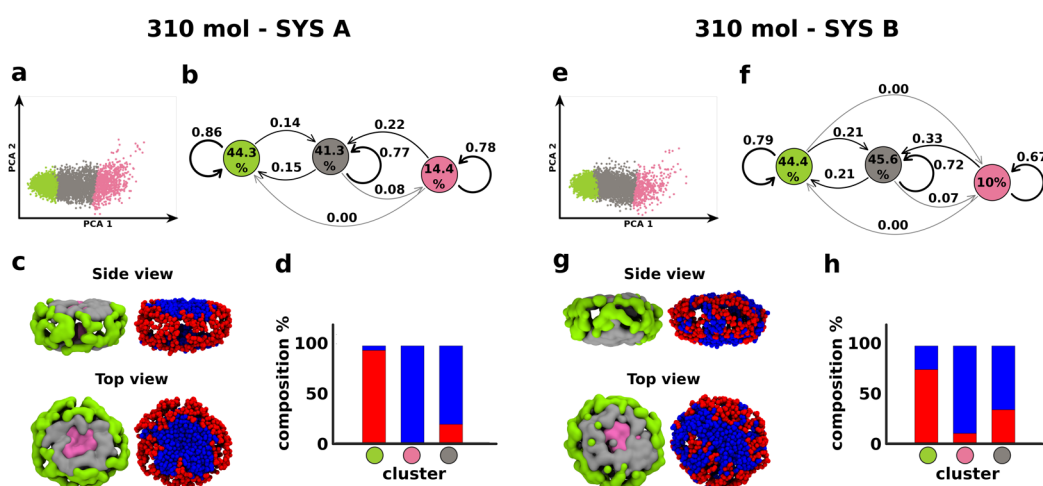 310 mol - SYS A
310 mol - SYS B
a
b
PCA 2
PCA 1
0.86
44.3
%
0.14
0.15
41.3
%
0.77
0.22
0.08
14.4
%
0.78
0.00
e
f
PCA 2
PCA 1
0.00
0.79
44.4
%
0.21
0.21
45.6
%
0.72
0.33
0.07
10%
0.67
0.00
c
Side view
Top view
d
composition %
100
50
0
cluster
g
Side view
Top view
h
composition %
100
50
0
cluster